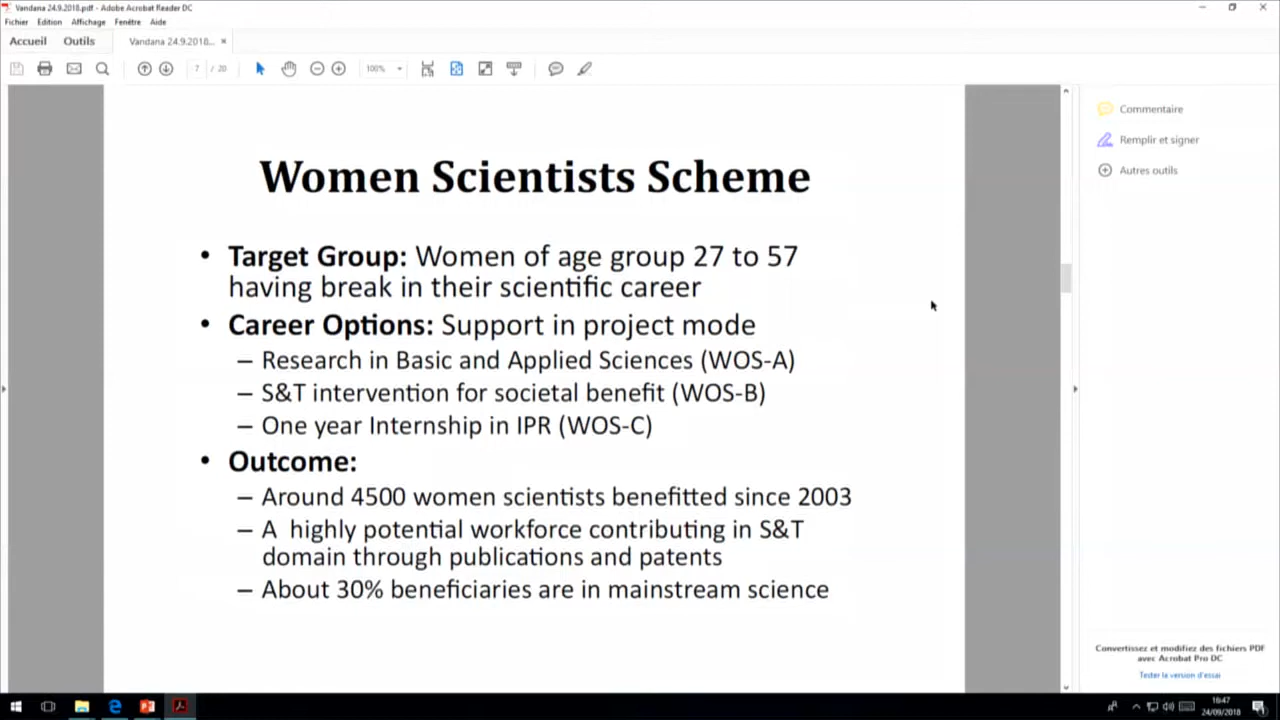 Vandana 24.9.2018.pdf - Adobe Acrobat Reader DC
Fichier Edition Affichage Fenêtre Aide
Accueil Outils Vandana 24.9.2018... ×
7 / 20 100%
Commentaire
Remplir et signer
Autres outils
Women Scientists Scheme
• Target Group: Women of age group 27 to 57
having break in their scientific career
• Career Options: Support in project mode
– Research in Basic and Applied Sciences (WOS-A)
– S&T intervention for societal benefit (WOS-B)
– One year Internship in IPR (WOS-C)
• Outcome:
– Around 4500 women scientists benefitted since 2003
– A highly potential workforce contributing in S&T
domain through publications and patents
– About 30% beneficiaries are in mainstream science
Convertissez et modifiez des fichiers PDF
avec Acrobat Pro DC
Tester la version d'essai
16:47
24/09/2018